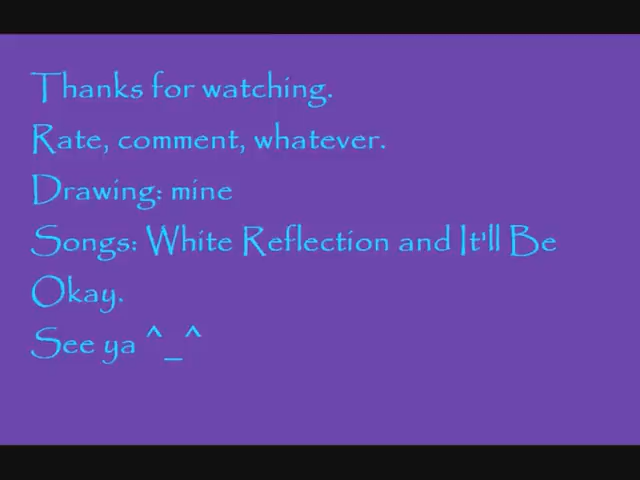 Thanks for watching.
Rate, comment, whatever.
Drawing: mine
Songs: White Reflection and It'll Be
Okay.
See ya ^_^